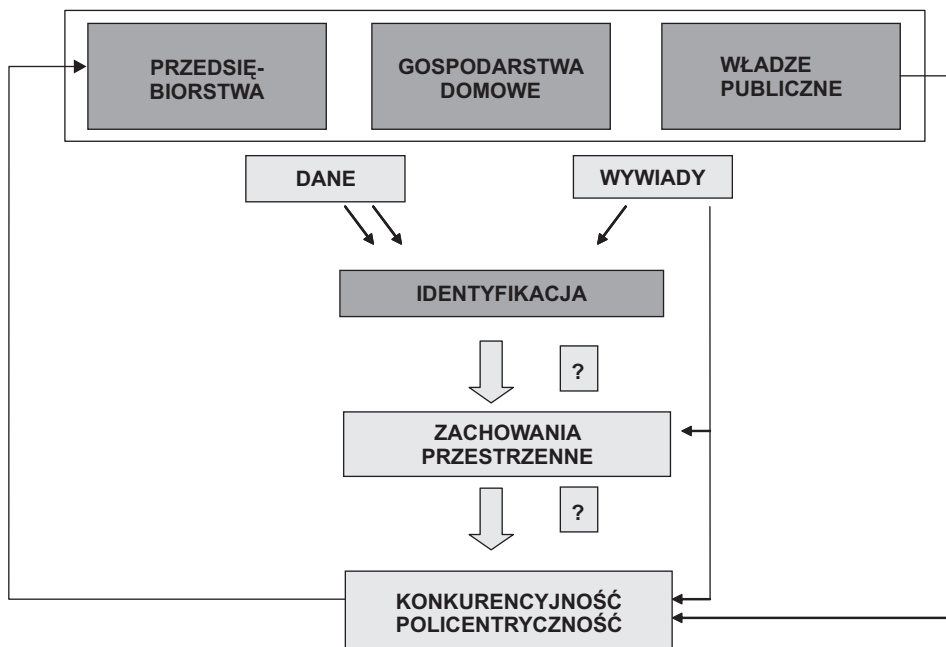 PRZEDSIĘ-
BIORSTWA
GOSPODARSTWA
DOMOWE
WŁADZE
PUBLICZNE
DANE
WYWIADY
IDENTYFIKACJA
?
ZACHOWANIA
PRZESTRZENNE
?
KONKURENCYJNOŚĆ
POLICENTRYCZNOŚĆ